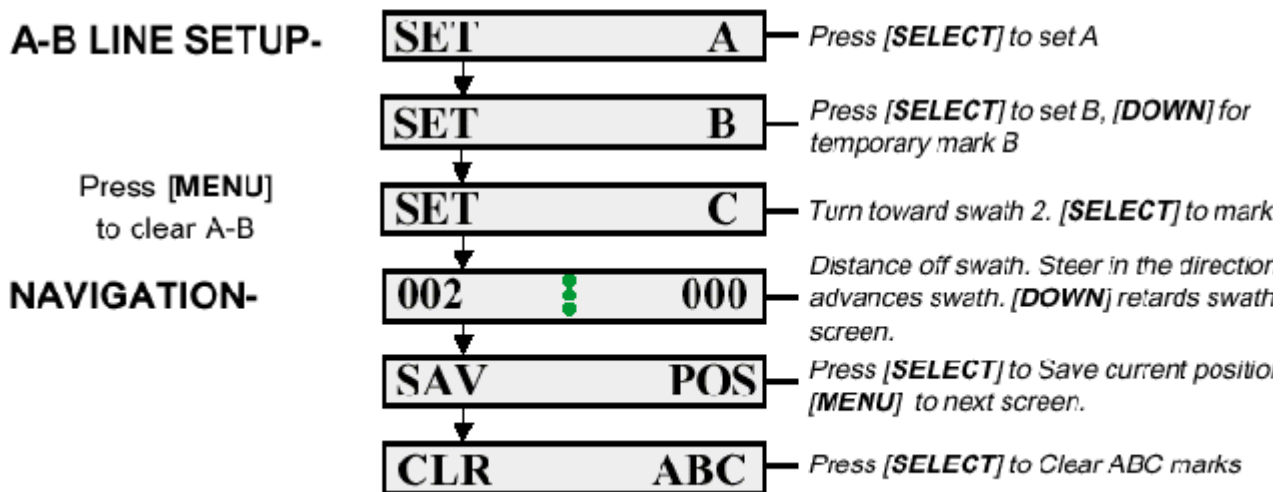 A-B LINE SETUP-
SET A
Press [SELECT] to set A
SET B
Press [SELECT] to set B, [DOWN] for
temporary mark B
Press [MENU]
to clear A-B
SET C
Turn toward swath 2. [SELECT] to mark
NAVIGATION-
002 000
Distance off swath. Steer in the direction
advances swath. [DOWN] retards swath
screen.
SAV POS
Press [SELECT] to Save current position
[MENU] to next screen.
CLR ABC
Press [SELECT] to Clear ABC marks